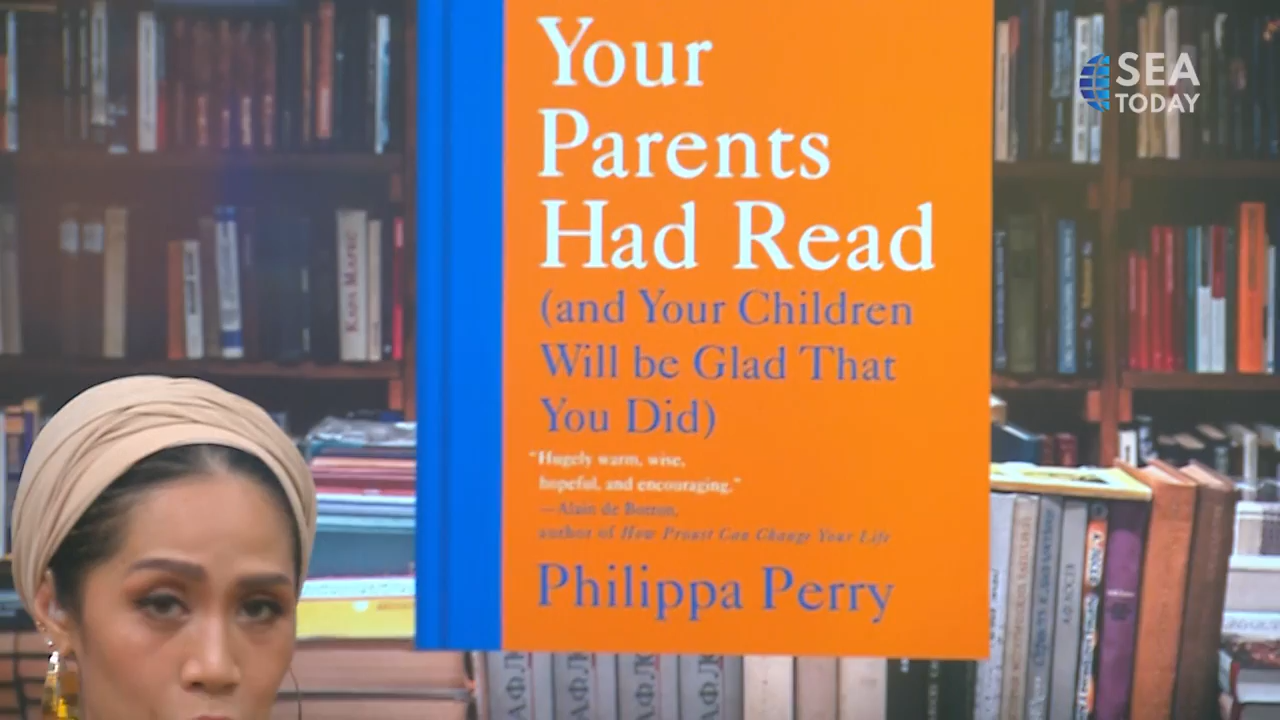 Your
Parents
Had Read
(and Your Children
Will be Glad That
You Did)
"Hugely warm, wise,
hopeful, and encouraging."
—Alain de Botton,
author of How Proust Can Change Your Life
Philippa Perry
SEA
TODAY